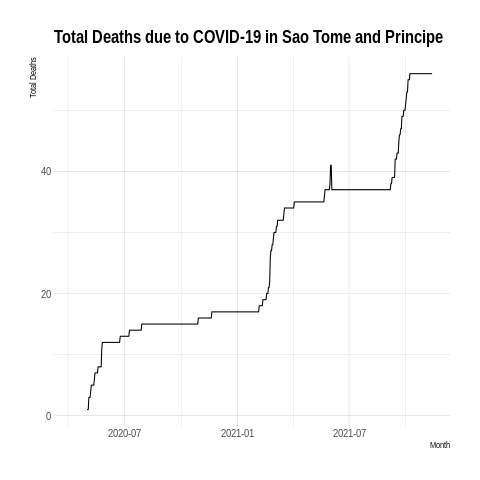 Total Deaths due to COVID-19 in Sao Tome and Principe
Total Deaths
40
20
0
2020-07
2021-01
2021-07
Month